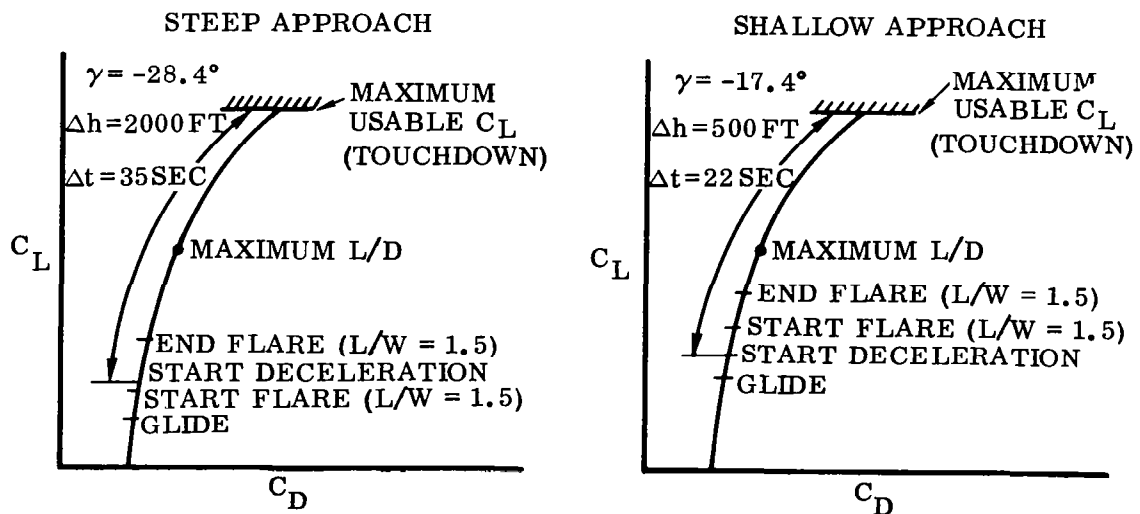 STEEP APPROACH
γ = -28.4°
Δh=2000 FT
Δt=35 SEC
MAXIMUM
USABLE CL
(TOUCHDOWN)
CL
MAXIMUM L/D
END FLARE (L/W = 1.5)
START DECELERATION
START FLARE (L/W = 1.5)
GLIDE
CD
SHALLOW APPROACH
γ = -17.4°
Δh=500 FT
Δt=22 SEC
MAXIMUM
USABLE CL
(TOUCHDOWN)
CL
MAXIMUM L/D
END FLARE (L/W = 1.5)
START FLARE (L/W = 1.5)
START DECELERATION
GLIDE
CD